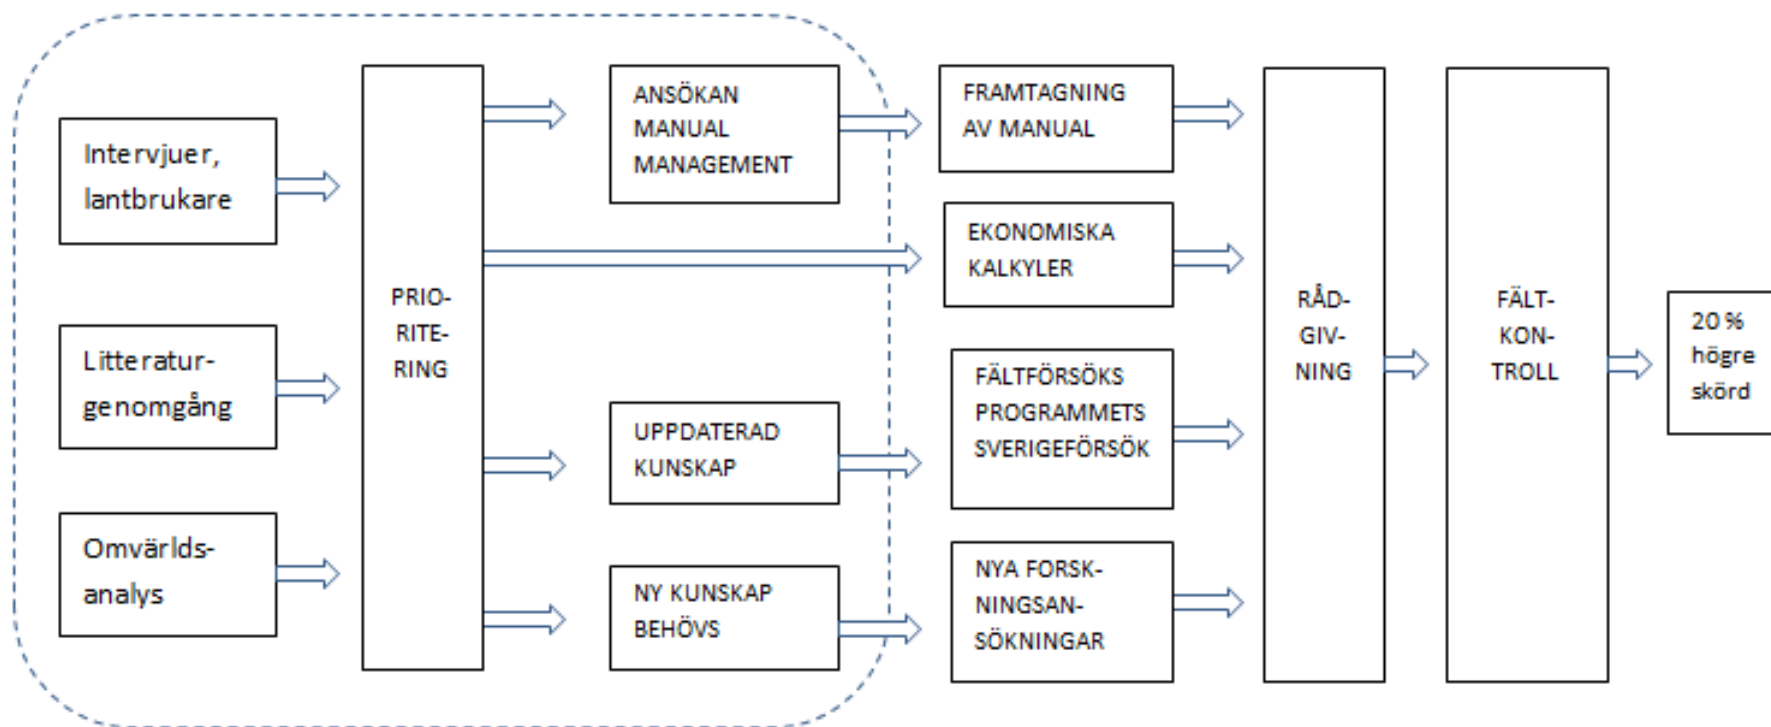 Intervjuer,
lantbrukare
Litteratur-
genomgång
Omvärlds-
analys
PRIO-
RITE-
RING
ANSÖKAN
MANUAL
MANAGEMENT
UPPDATERAD
KUNSKAP
NY KUNSKAP
BEHÖVS
FRAMTAGNING
AV MANUAL
EKONOMISKA
KALKYLER
FÄLTFÖRSÖKS
PROGRAMMETS
SVERIGEFÖRSÖK
NYA FORSK-
NINGSAN-
SÖKNINGAR
RÅD-
GIV-
NING
FÄLT-
KON-
TROLL
20 %
högre
skörd